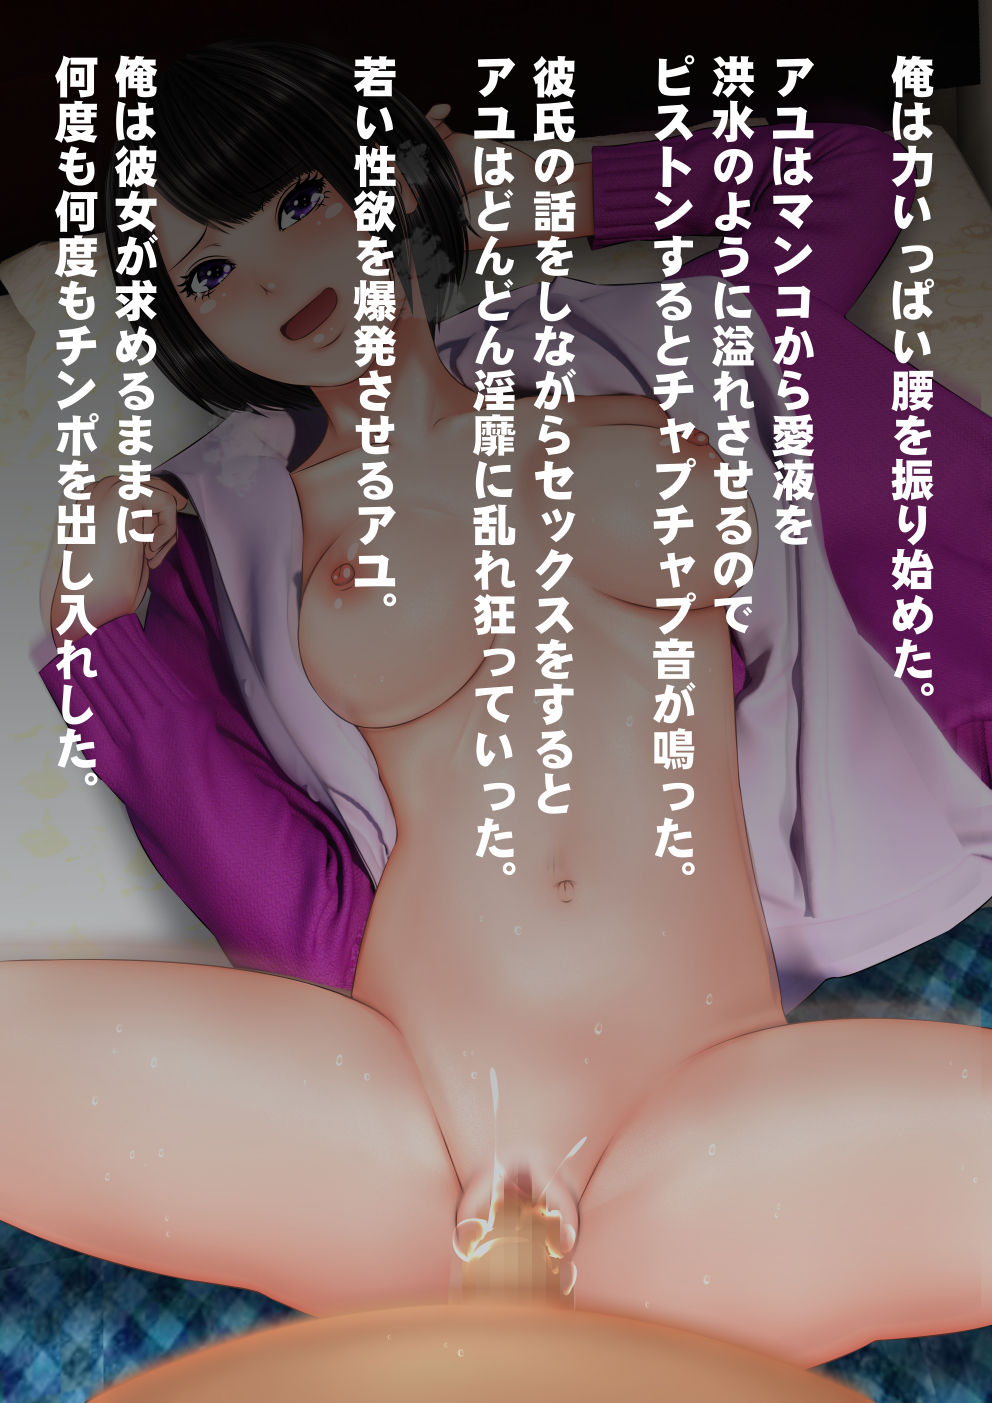 俺は力いっぱい腰を振り始めた。
アユはマンコから愛液を
洪水のように溢れさせるので
ピストンするとチャプチャプ音が鳴った。
彼氏の話をしながらセックスをすると
アユはどんどん淫靡に乱れ狂っていった。
若い性欲を爆発させるアユ。
俺は彼女が求めるままに
何度も何度もチンポを出し入れした。